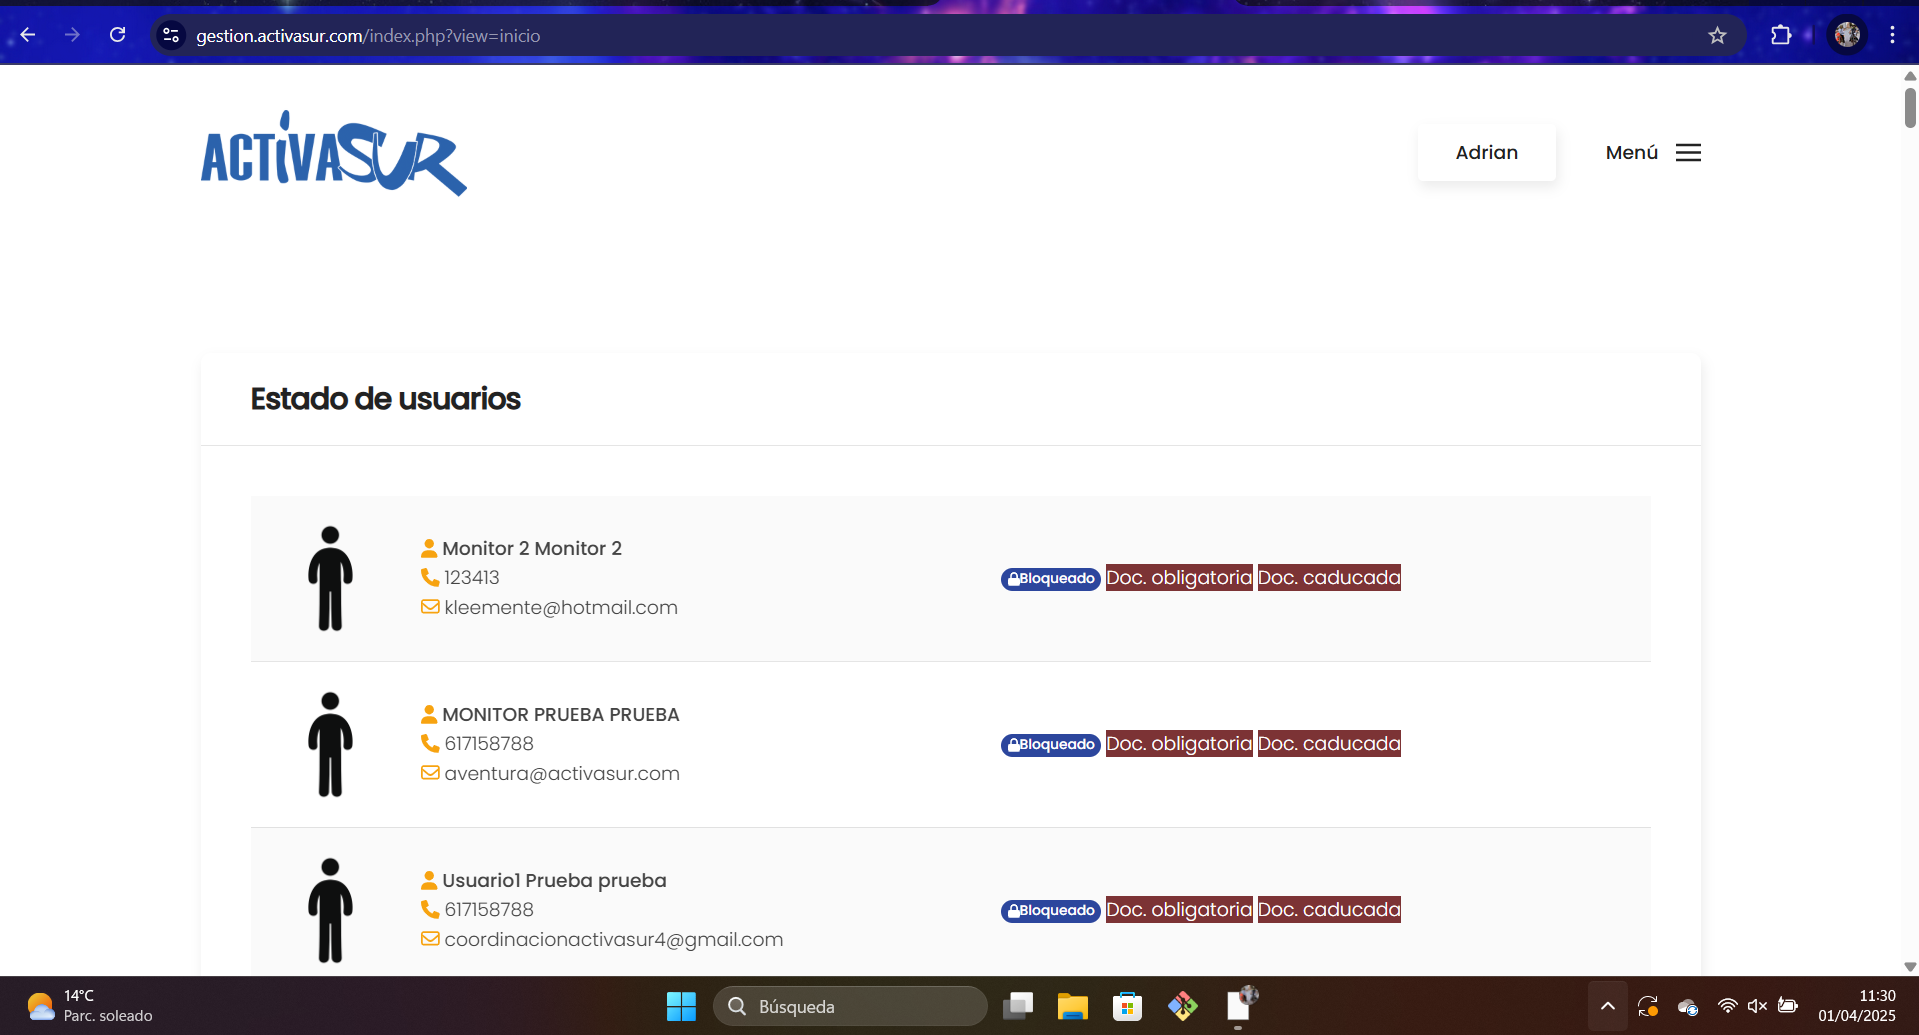 gestion.activasur.com/index.php?view=inicio
ACTIVASUR
Adrian
Menú
Estado de usuarios
Monitor 2 Monitor 2
123413
kleemente@hotmail.com
Bloqueado Doc. obligatoria Doc. caducada
MONITOR PRUEBA PRUEBA
617158788
aventura@activasur.com
Bloqueado Doc. obligatoria Doc. caducada
Usuario1 Prueba prueba
617158788
coordinacionactivasur4@gmail.com
Bloqueado Doc. obligatoria Doc. caducada
14°C
Parc. soleado
Búsqueda
11:30
01/04/2025